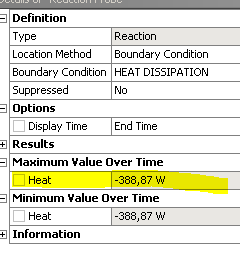 Details of "Reaction Probe"
Definition
Type Reaction
Location Method Boundary Condition
Boundary Condition HEAT DISSIPATION
Suppressed No
Options
Display Time End Time
Results
Maximum Value Over Time
Heat -388,87 W
Minimum Value Over Time
Heat -388,87 W
Information